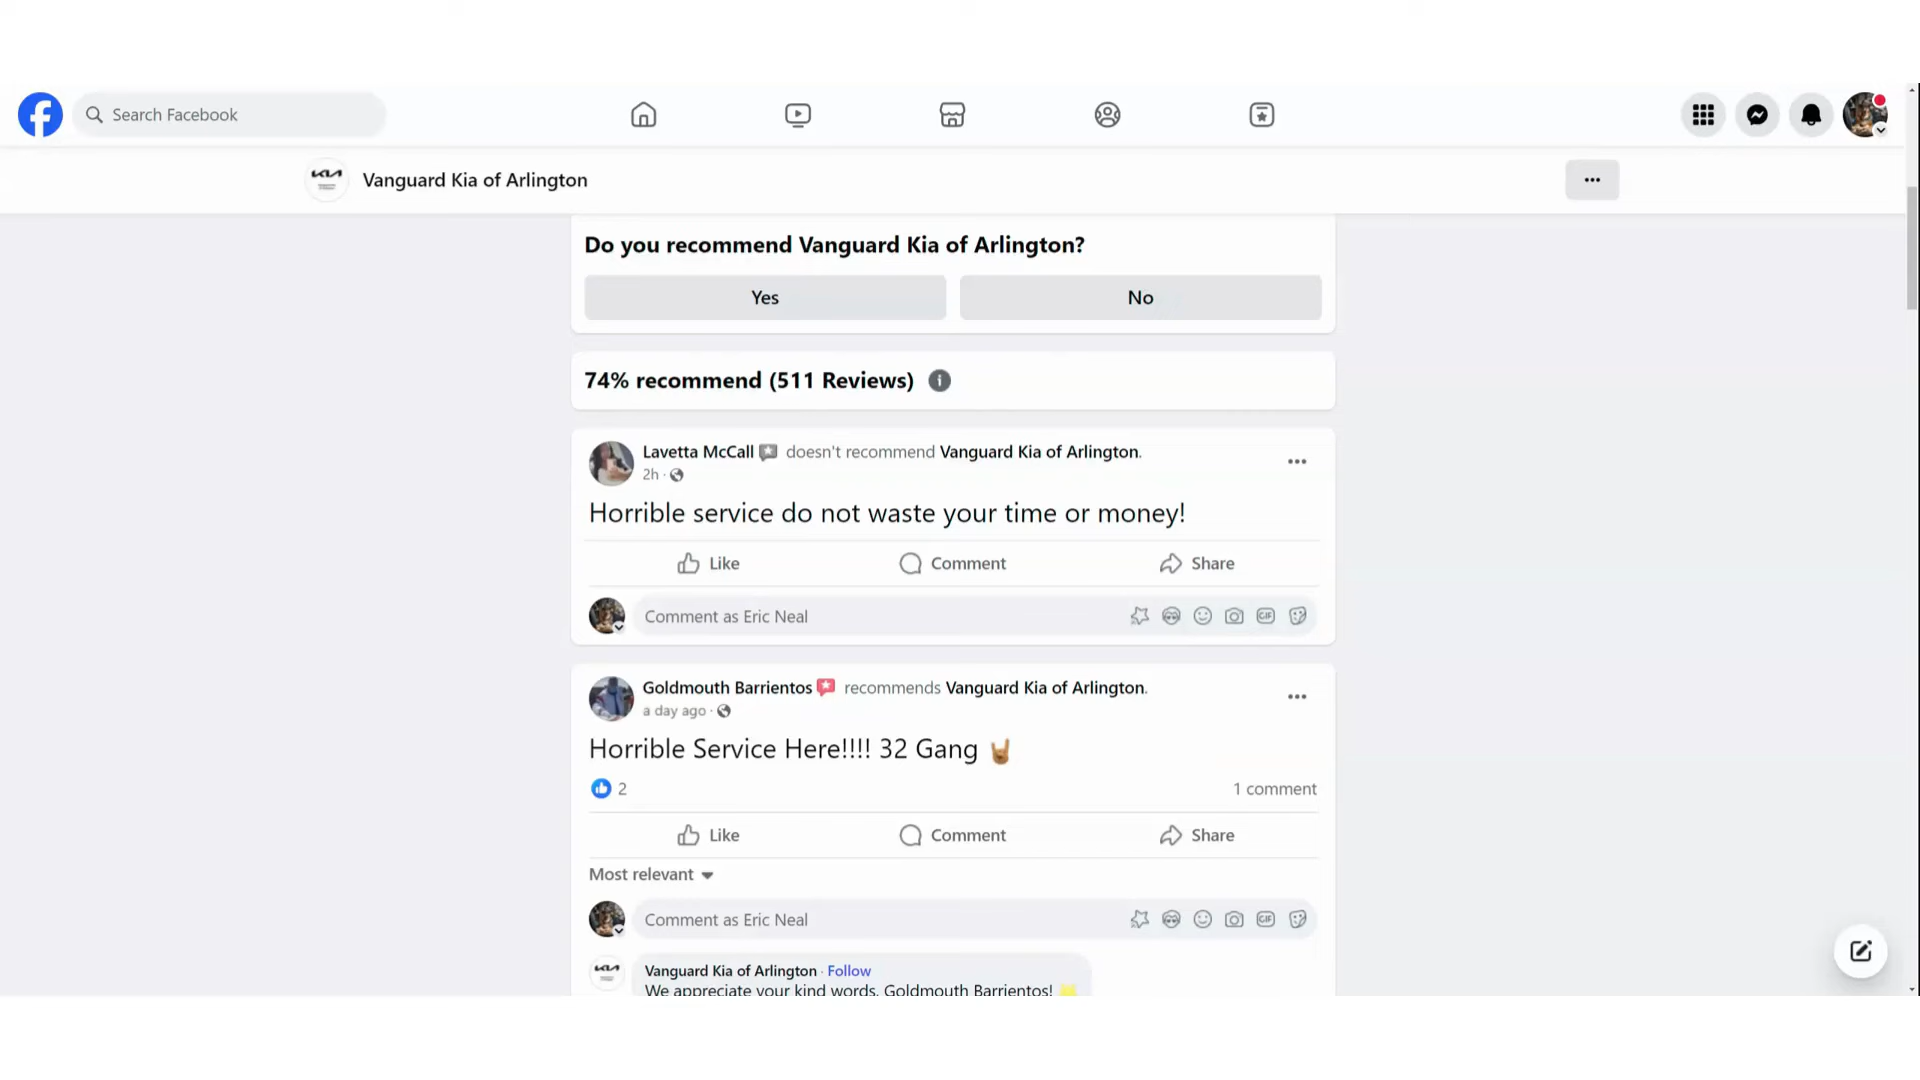 Search Facebook
Vanguard Kia of Arlington
Do you recommend Vanguard Kia of Arlington?
Yes
No
74% recommend (511 Reviews)
Lavetta McCall doesn't recommend Vanguard Kia of Arlington.
2h ·
Horrible service do not waste your time or money!
Like
Comment
Share
Comment as Eric Neal
GIF
Goldmouth Barrientos recommends Vanguard Kia of Arlington.
a day ago ·
Horrible Service Here!!!! 32 Gang 🤘🏾
2
1 comment
Like
Comment
Share
Most relevant
Comment as Eric Neal
GIF
Vanguard Kia of Arlington · Follow
We appreciate your kind words, Goldmouth Barrientos!